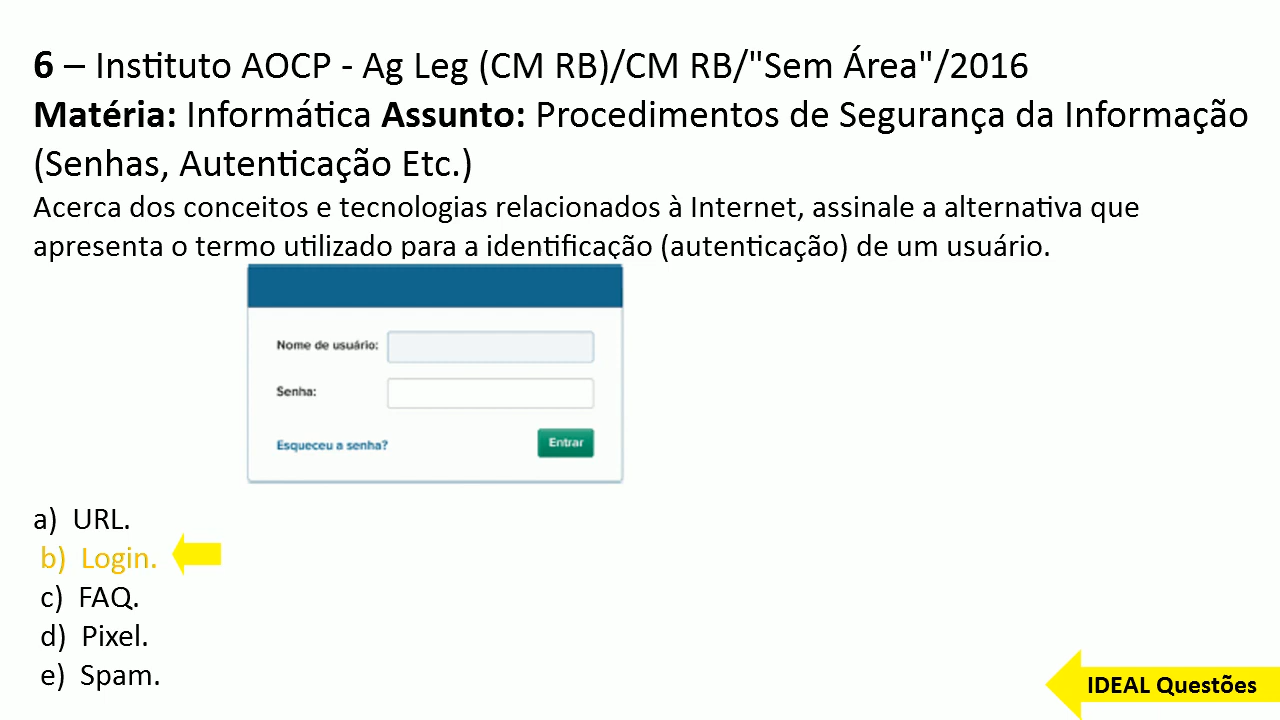 6 – Instituto AOCP - Ag Leg (CM RB)/CM RB/"Sem Área"/2016
Matéria: Informática Assunto: Procedimentos de Segurança da Informação
(Senhas, Autenticação Etc.)
Acerca dos conceitos e tecnologias relacionados à Internet, assinale a alternativa que
apresenta o termo utilizado para a identificação (autenticação) de um usuário.
Nome de usuário:
Senha:
Esqueceu a senha?
Entrar
a) URL.
b) Login.
c) FAQ.
d) Pixel.
e) Spam.
IDEAL Questões